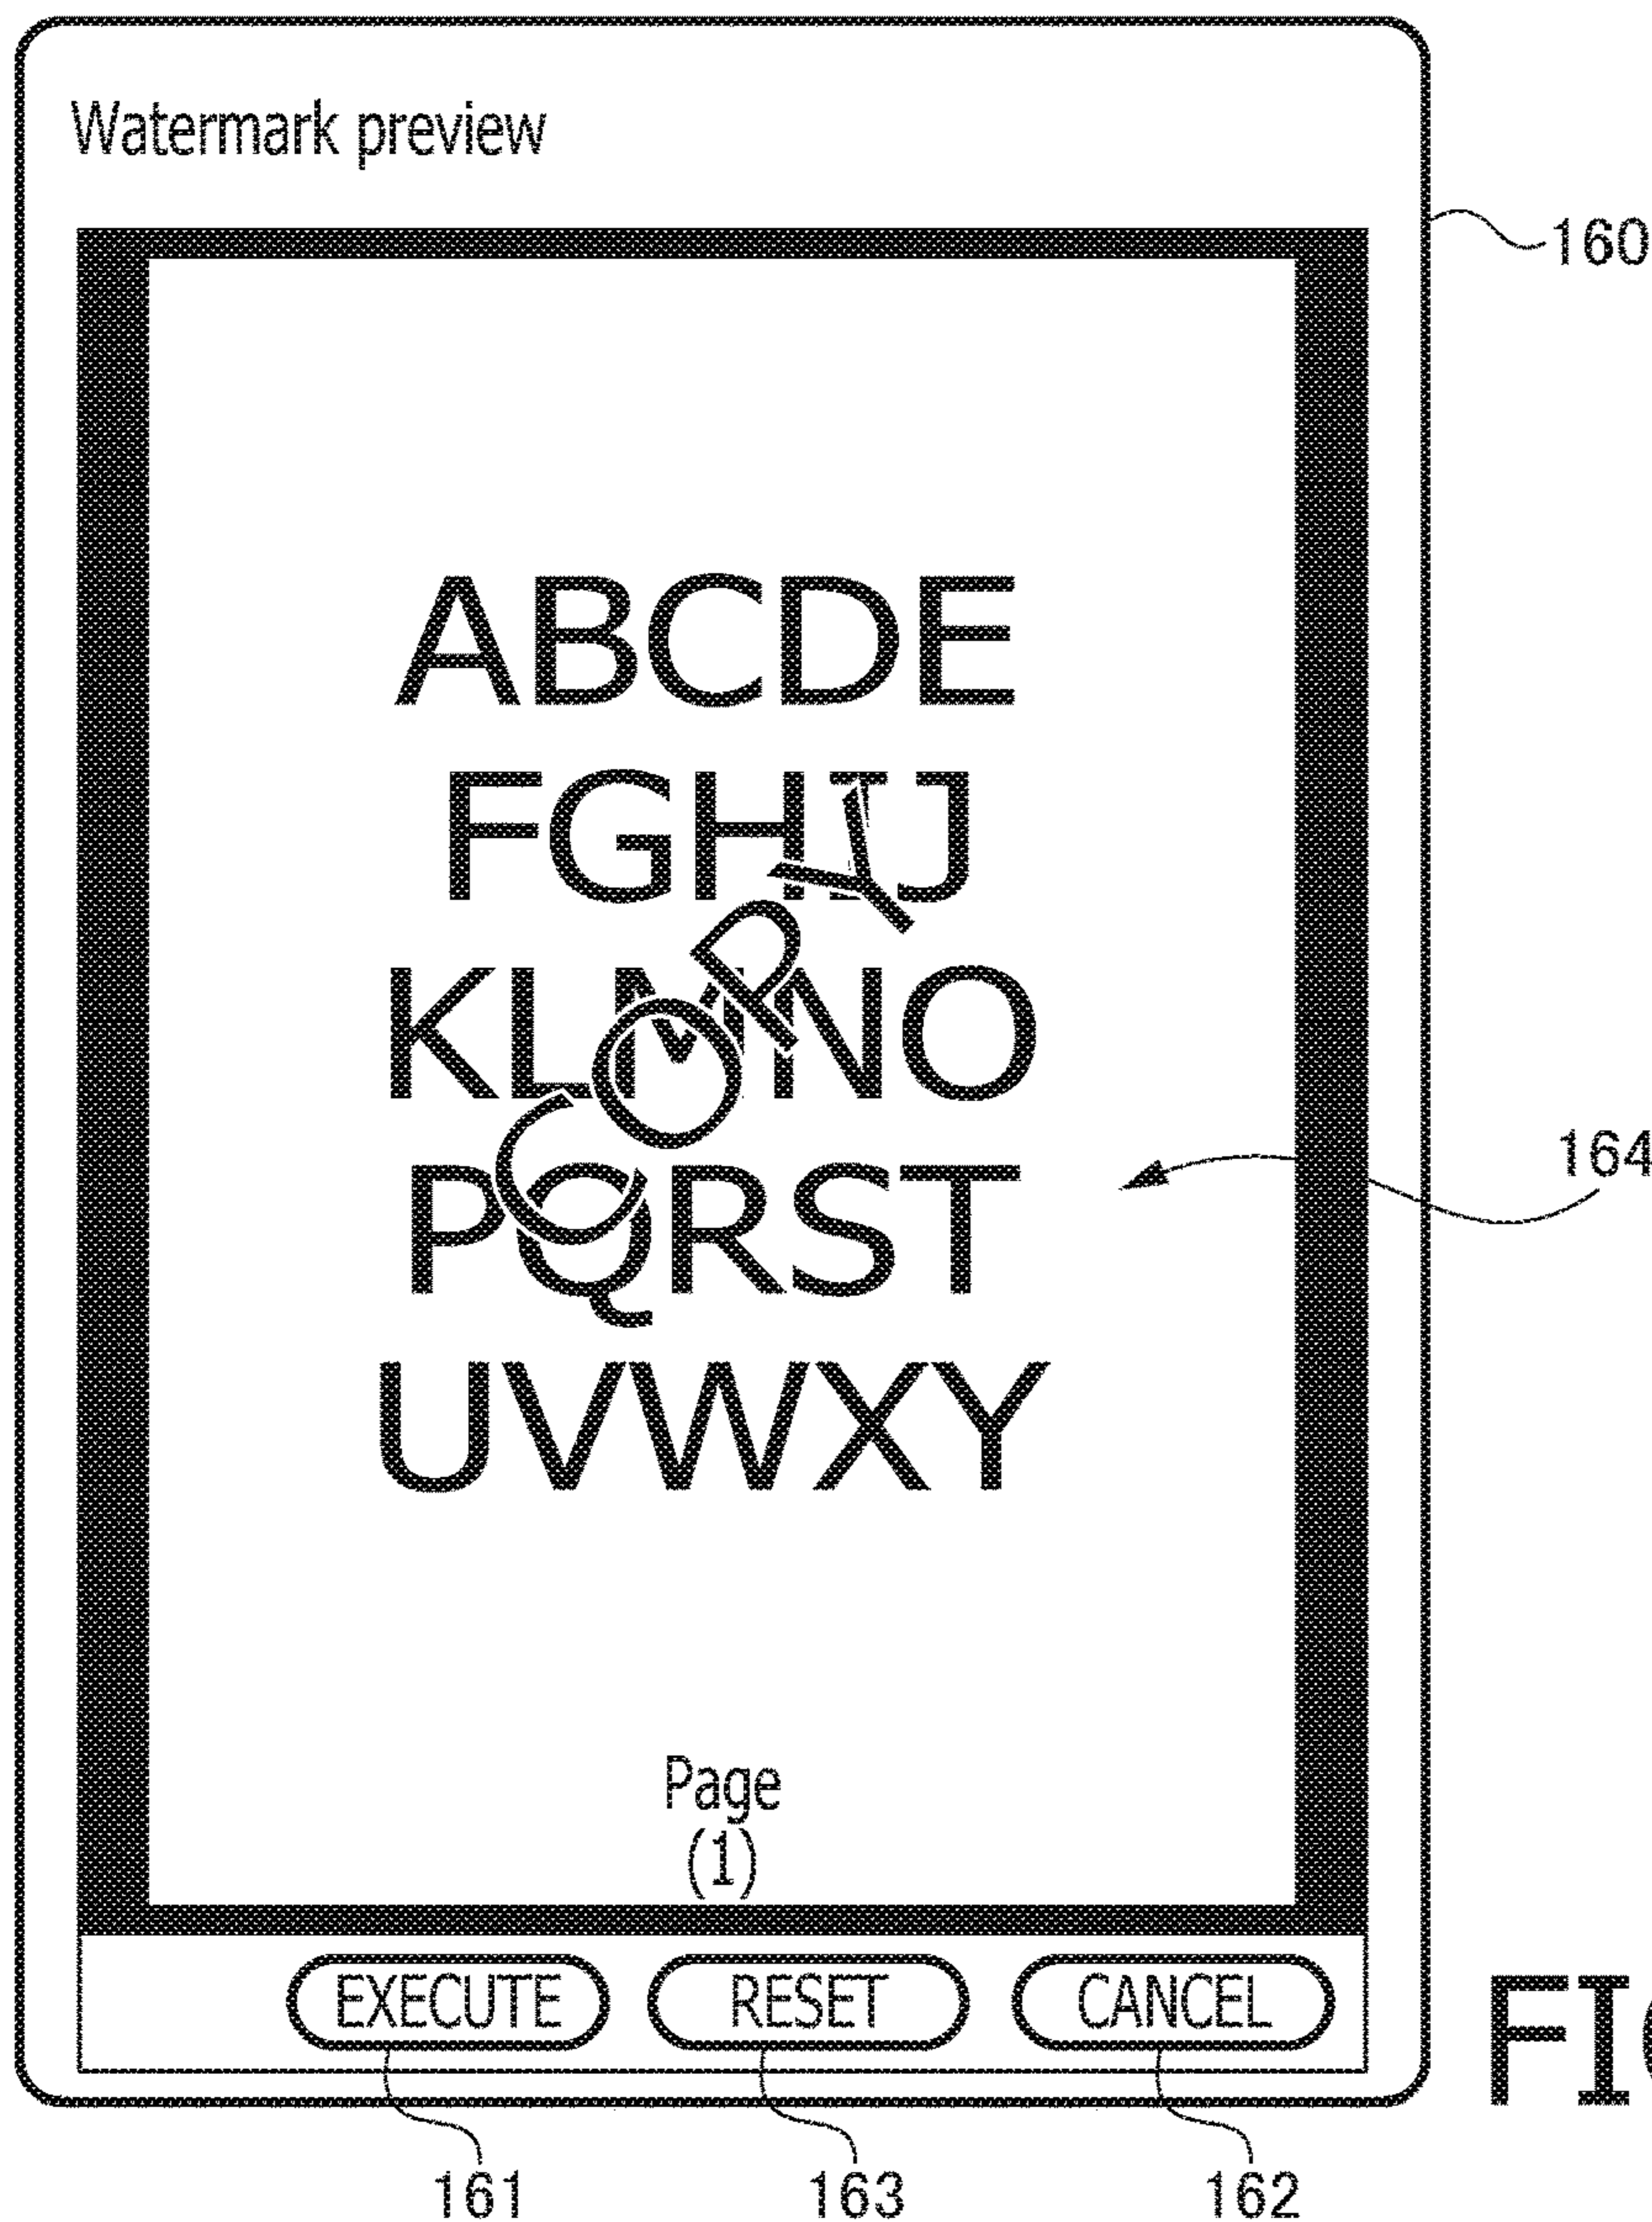 Watermark preview
160
ABCDE
FGHIJ
KLMNO
PQRST
UVWXY
COPY
164
Page
(1)
EXECUTE RESET CANCEL
161 163 162